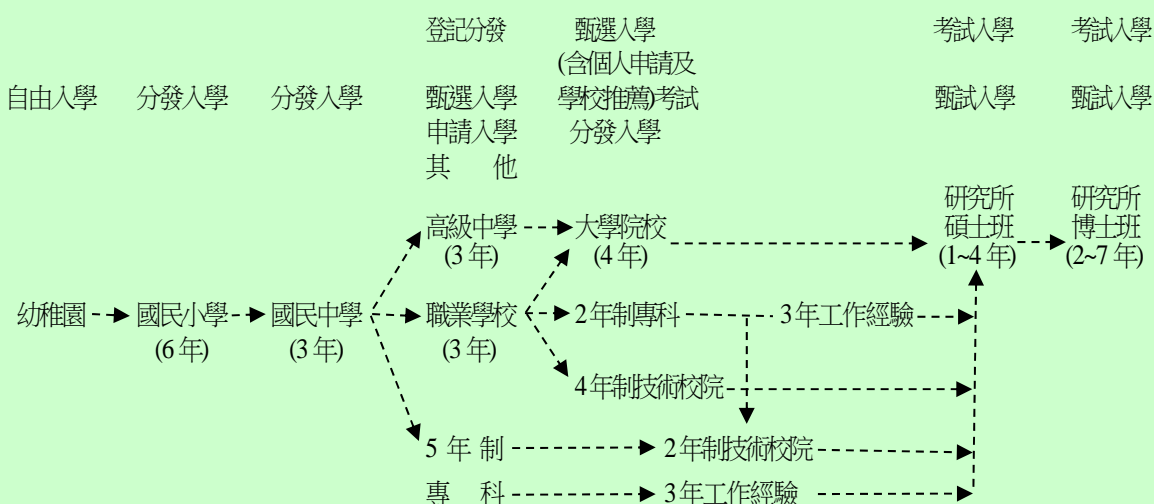 登記分發 甄選入學 考試入學 考試入學
(含個人申請及
自由入學 分發入學 分發入學 甄選入學 學校推薦)考試 甄試入學 甄試入學
申請入學 分發入學
其 他
研究所 研究所
高級中學 大學院校 碩士班 博士班
(3 年) (4 年) (1~4 年) (2~7 年)
幼稚園 國民小學 國民中學 職業學校 2年制專科 3年工作經驗
(6 年) (3 年) (3 年)
4年制技術校院
5 年 制 2年制技術校院
專 科 3年工作經驗